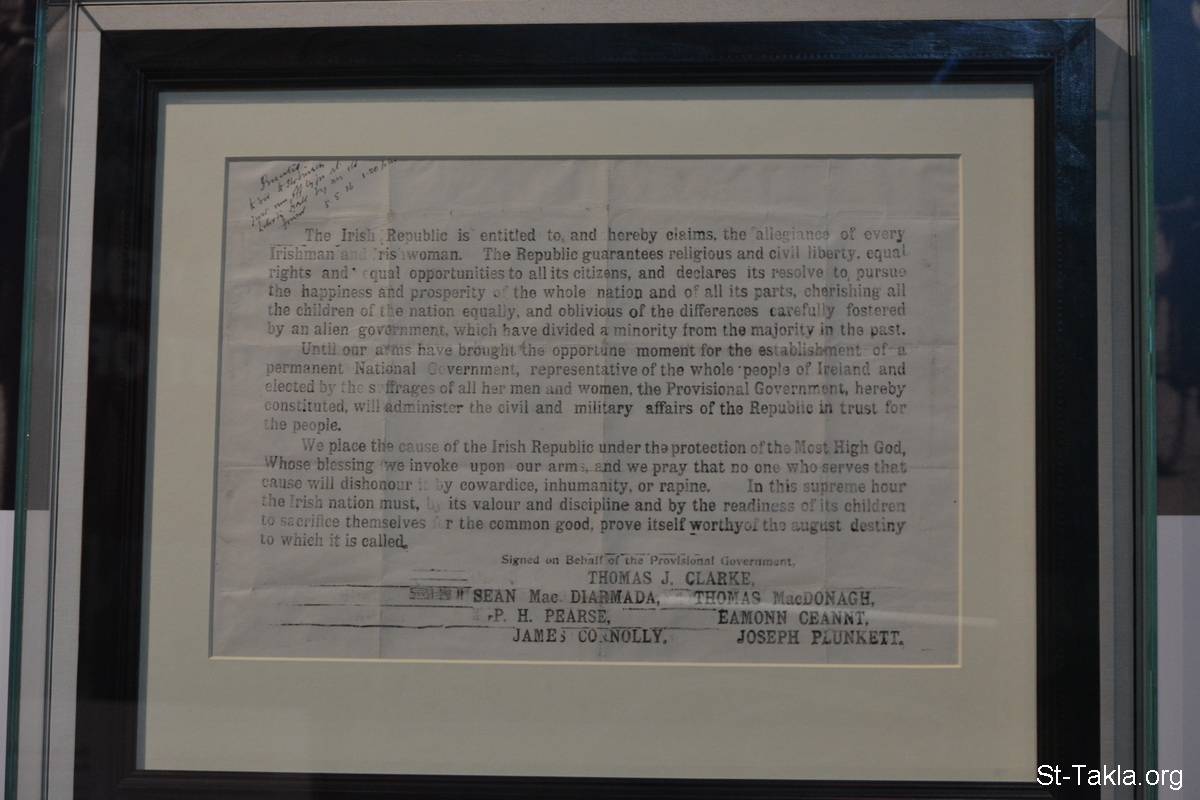 5.5.16
The Irish Republic is entitled to, and hereby claims, the allegiance of every
Irishman and Irishwoman. The Republic guarantees religious and civil liberty, equal
rights and equal opportunities to all its citizens, and declares its resolve to pursue
the happiness and prosperity of the whole nation and of all its parts, cherishing all
the children of the nation equally, and oblivious of the differences carefully fostered
by an alien government, which have divided a minority from the majority in the past.
Until our arms have brought the opportune moment for the establishment of a
permanent National Government, representative of the whole people of Ireland and
elected by the suffrages of all her men and women, the Provisional Government, hereby
constituted, will administer the civil and military affairs of the Republic in trust for
the people.
We place the cause of the Irish Republic under the protection of the Most High God,
Whose blessing we invoke upon our arms, and we pray that no one who serves that
cause will dishonour it by cowardice, inhumanity, or rapine. In this supreme hour
the Irish nation must, by its valour and discipline and by the readiness of its children
to sacrifice themselves for the common good, prove itself worthy of the august destiny
to which it is called.
Signed on Behalf of the Provisional Government,
THOMAS J. CLARKE,
SEAN Mac DIARMADA, THOMAS MacDONAGH,
P. H. PEARSE, EAMONN CEANNT,
JAMES CONNOLLY, JOSEPH PLUNKETT.
St-Takla.org